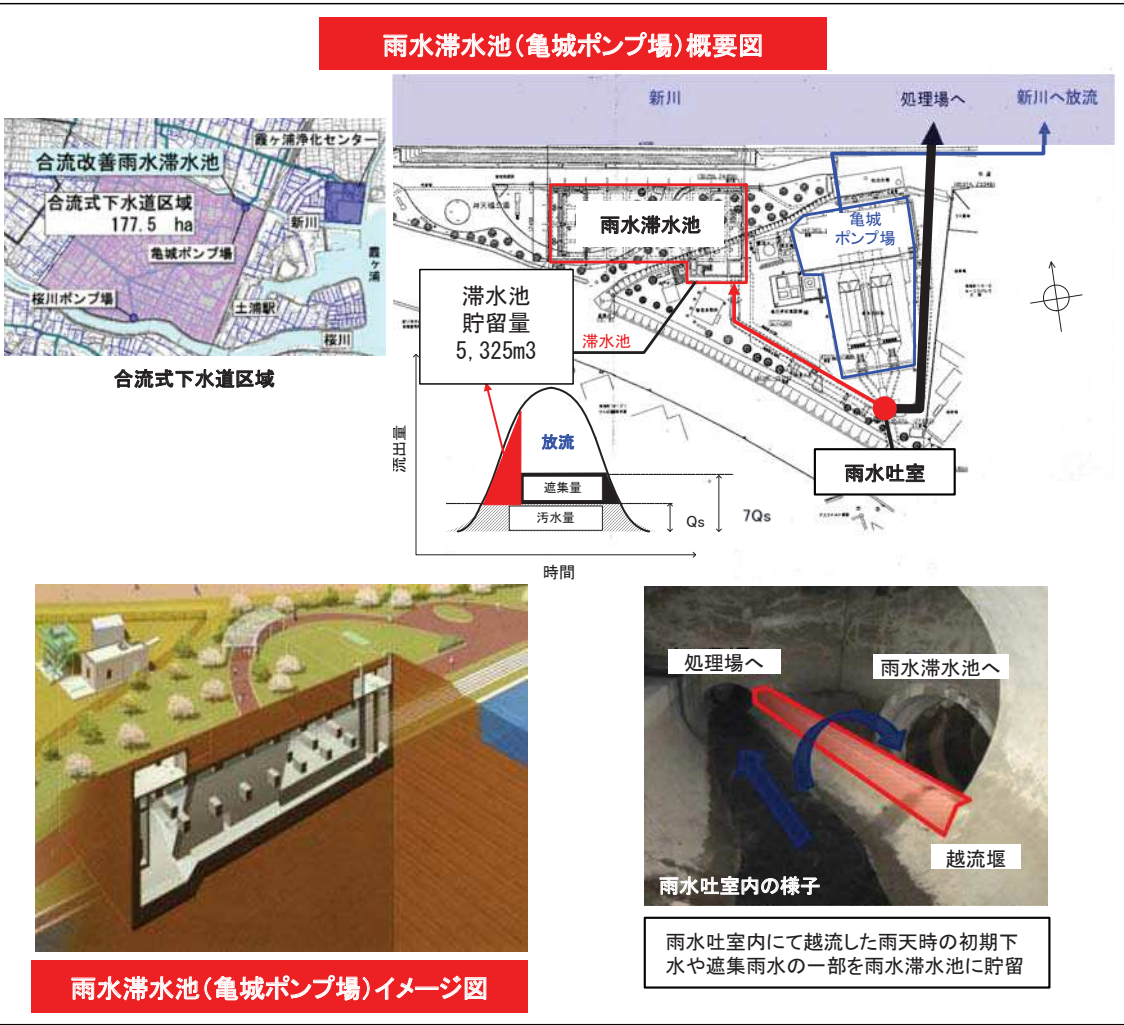 雨水滞水池(亀城ポンプ場)概要図
新川
処理場へ
新川へ放流
霞ヶ浦浄化センター
合流改善雨水滞水池
合流式下水道区域
177.5 ha
新川
亀城ポンプ場
霞ヶ浦
桜川ポンプ場
土浦駅
桜川
合流式下水道区域
雨水滞水池
亀城
ポンプ場
滞水池
貯留量
5,325m3
滞水池
雨水吐室
流出量
放流
遮集量
汚水量
Qs
7Qs
時間
処理場へ
雨水滞水池へ
越流堰
雨水吐室内の様子
雨水吐室内にて越流した雨天時の初期下
水や遮集雨水の一部を雨水滞水池に貯留
雨水滞水池(亀城ポンプ場)イメージ図